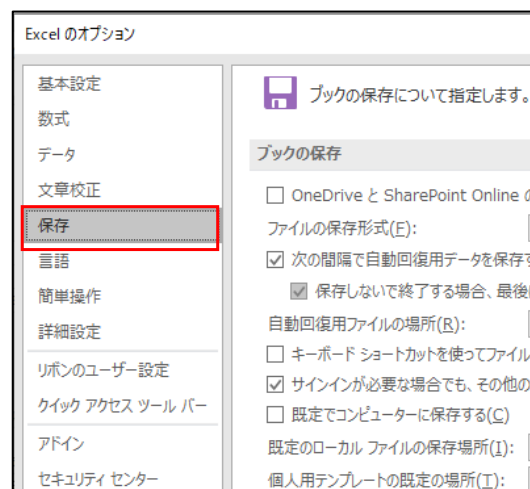 Excel のオプション
基本設定
数式
データ
文章校正
保存
言語
簡単操作
詳細設定
リボンのユーザー設定
クイック アクセス ツール バー
アドイン
セキュリティ センター
ブックの保存について指定します。
ブックの保存
OneDrive と SharePoint Online の
ファイルの保存形式(F):
次の間隔で自動回復用データを保存す
保存しないで終了する場合、最後
自動回復用ファイルの場所(R):
キーボード ショートカットを使ってファイル
サインインが必要な場合でも、その他の
既定でコンピューターに保存する(C)
既定のローカル ファイルの保存場所(I):
個人用テンプレートの既定の場所(T):